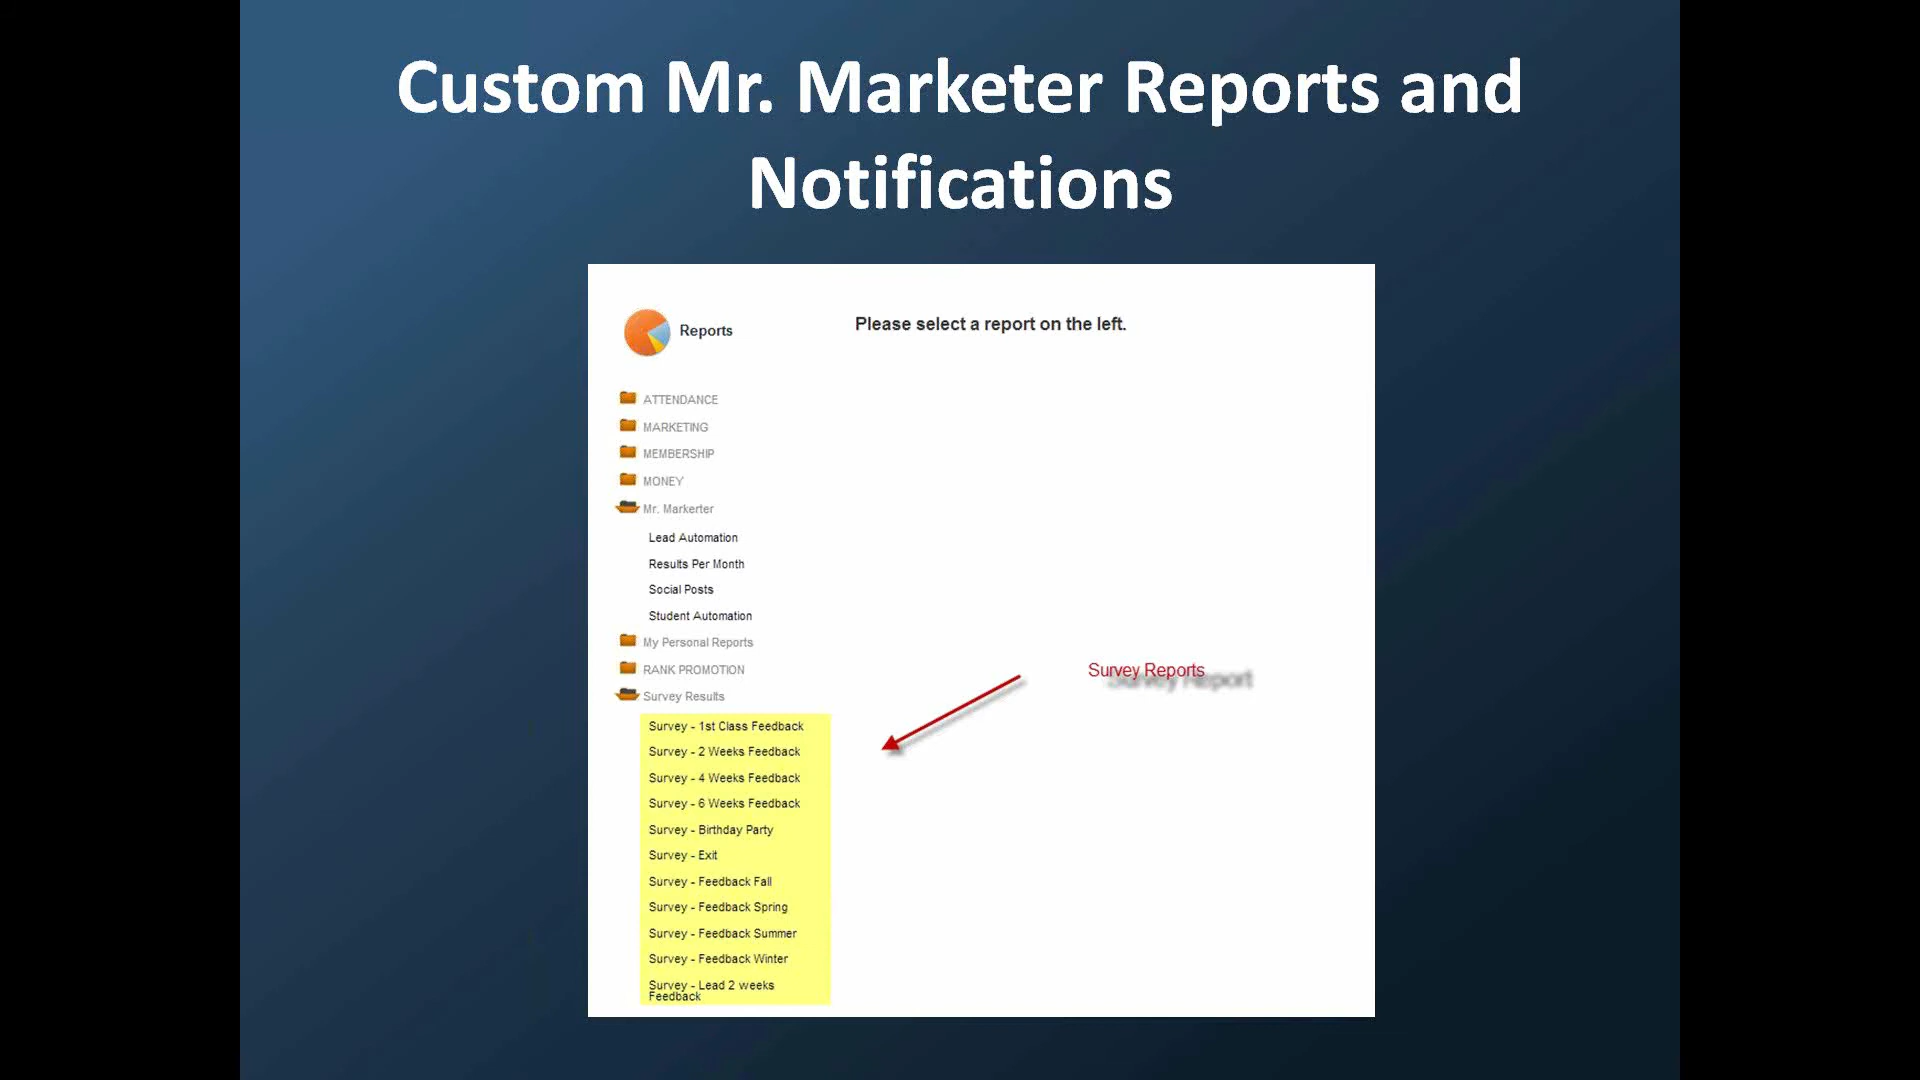 Custom Mr. Marketer Reports and
Notifications
Reports
Please select a report on the left.
ATTENDANCE
MARKETING
MEMBERSHIP
MONEY
Mr. Markerter
Lead Automation
Results Per Month
Social Posts
Student Automation
My Personal Reports
RANK PROMOTION
Survey Reports
Survey Report
Survey Results
Survey - 1st Class Feedback
Survey - 2 Weeks Feedback
Survey - 4 Weeks Feedback
Survey - 6 Weeks Feedback
Survey - Birthday Party
Survey - Exit
Survey - Feedback Fall
Survey - Feedback Spring
Survey - Feedback Summer
Survey - Feedback Winter
Survey - Lead 2 weeks
Feedback